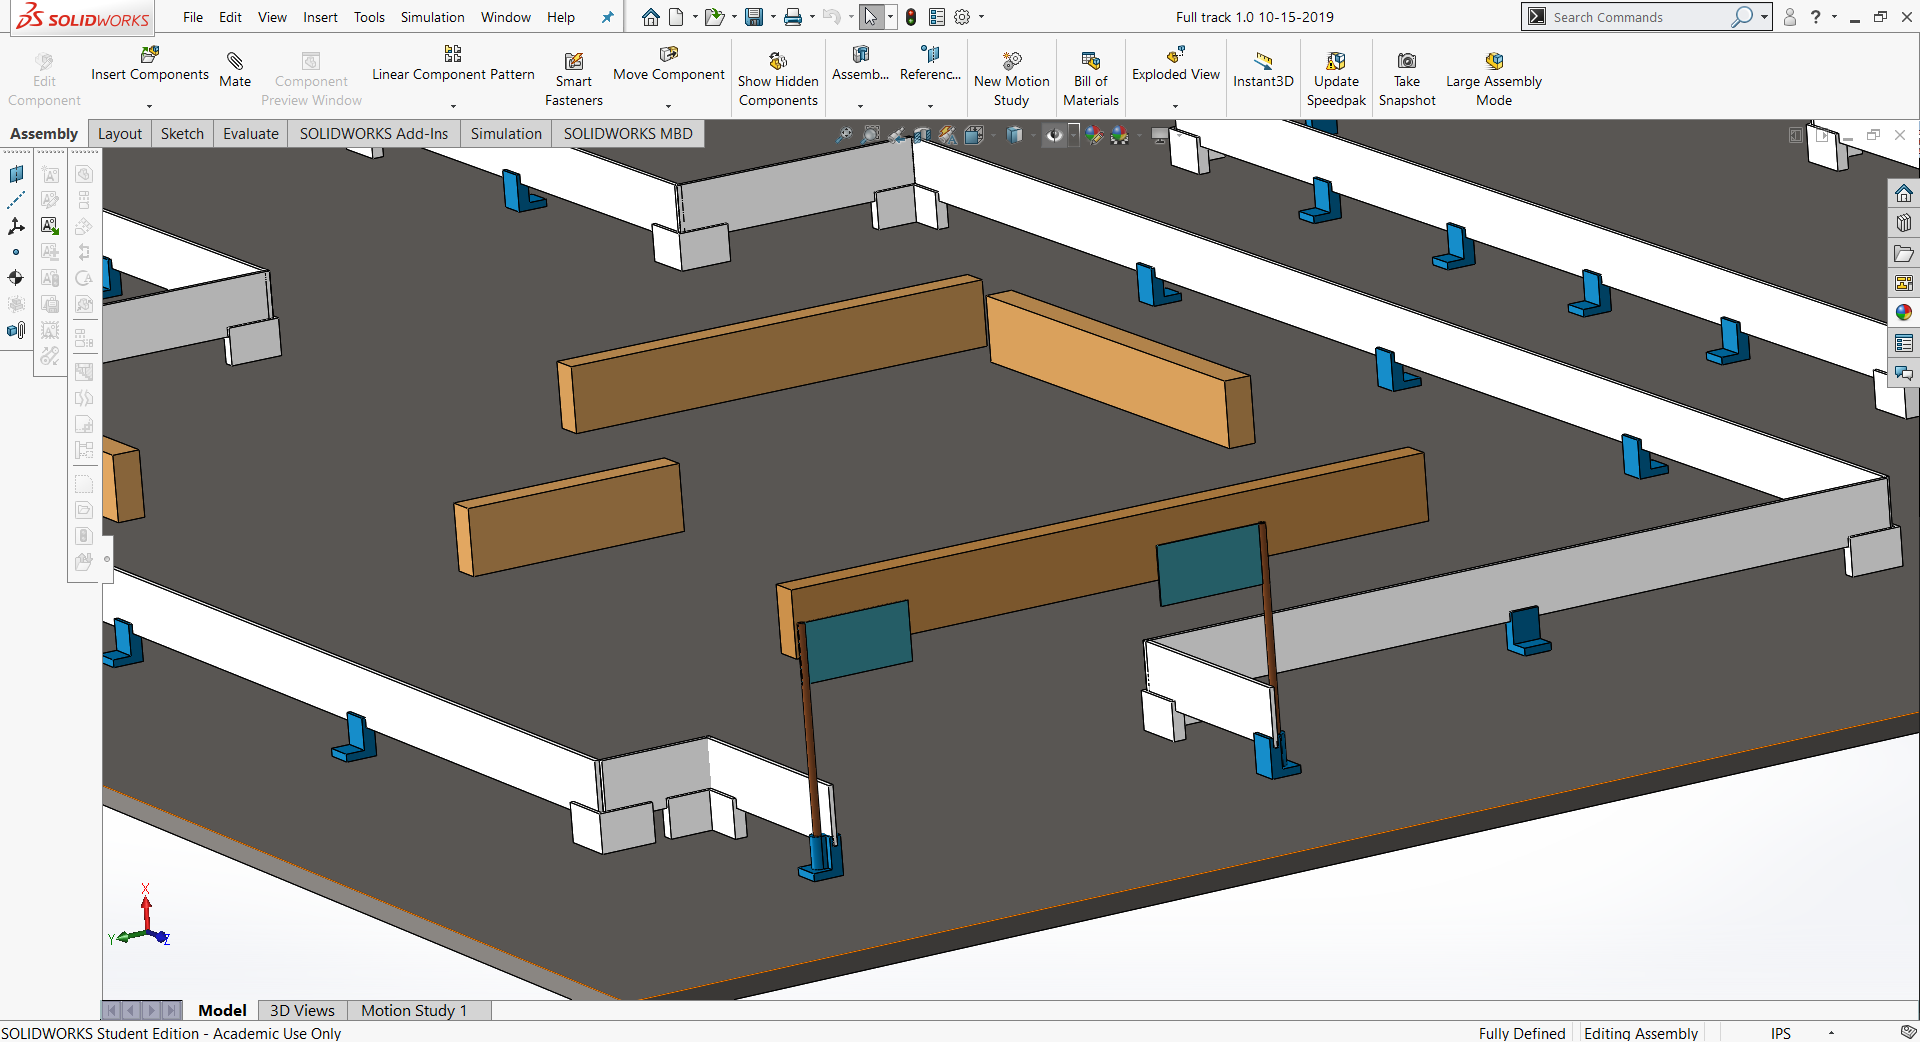 SOLIDWORKS
File Edit View Insert Tools Simulation Window Help
Full track 1.0 10-15-2019
Search Commands
?
Edit Component
Insert Components
Mate
Component Preview Window
Linear Component Pattern
Smart Fasteners
Move Component
Show Hidden Components
Assemb...
Referenc...
New Motion Study
Bill of Materials
Exploded View
Instant3D
Update Speedpak
Take Snapshot
Large Assembly Mode
Assembly Layout Sketch Evaluate SOLIDWORKS Add-Ins Simulation SOLIDWORKS MBD
X
Y
Z
Model 3D Views Motion Study 1
SOLIDWORKS Student Edition - Academic Use Only
Fully Defined Editing Assembly IPS